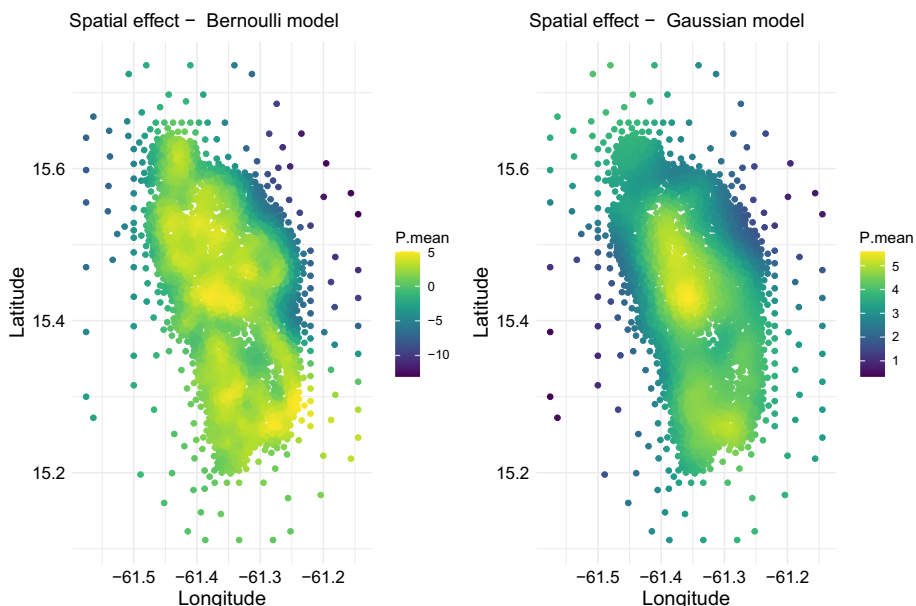 Spatial effect − Bernoulli model
Spatial effect − Gaussian model
15.6
15.4
15.2
Latitude
−61.5 −61.4 −61.3 −61.2
Longitude
P.mean
5
0
−5
−10
15.6
15.4
15.2
Latitude
−61.5 −61.4 −61.3 −61.2
Longitude
P.mean
5
4
3
2
1